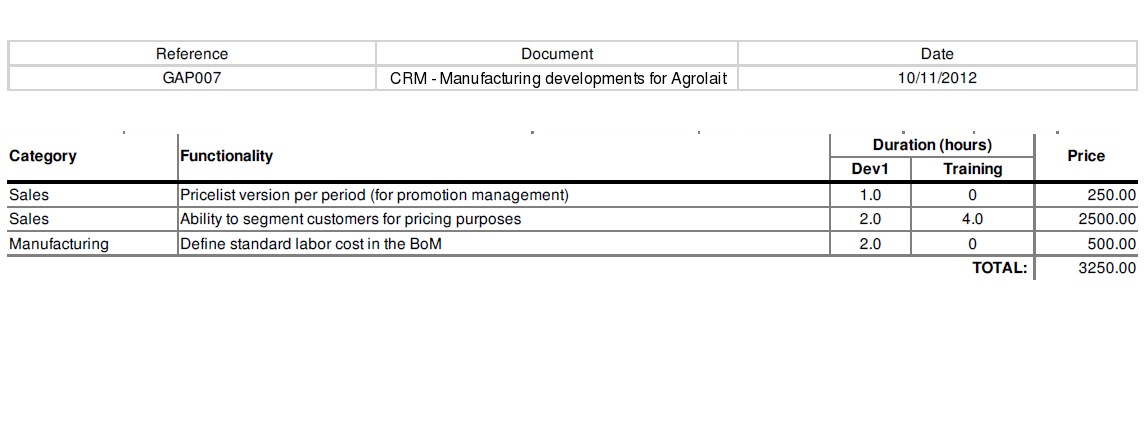 Reference Document Date
GAP007 CRM - Manufacturing developments for Agrolait 10/11/2012
Category Functionality Duration (hours) Price
Dev1 Training
Sales Pricelist version per period (for promotion management) 1.0 0 250.00
Sales Ability to segment customers for pricing purposes 2.0 4.0 2500.00
Manufacturing Define standard labor cost in the BoM 2.0 0 500.00
TOTAL: 3250.00